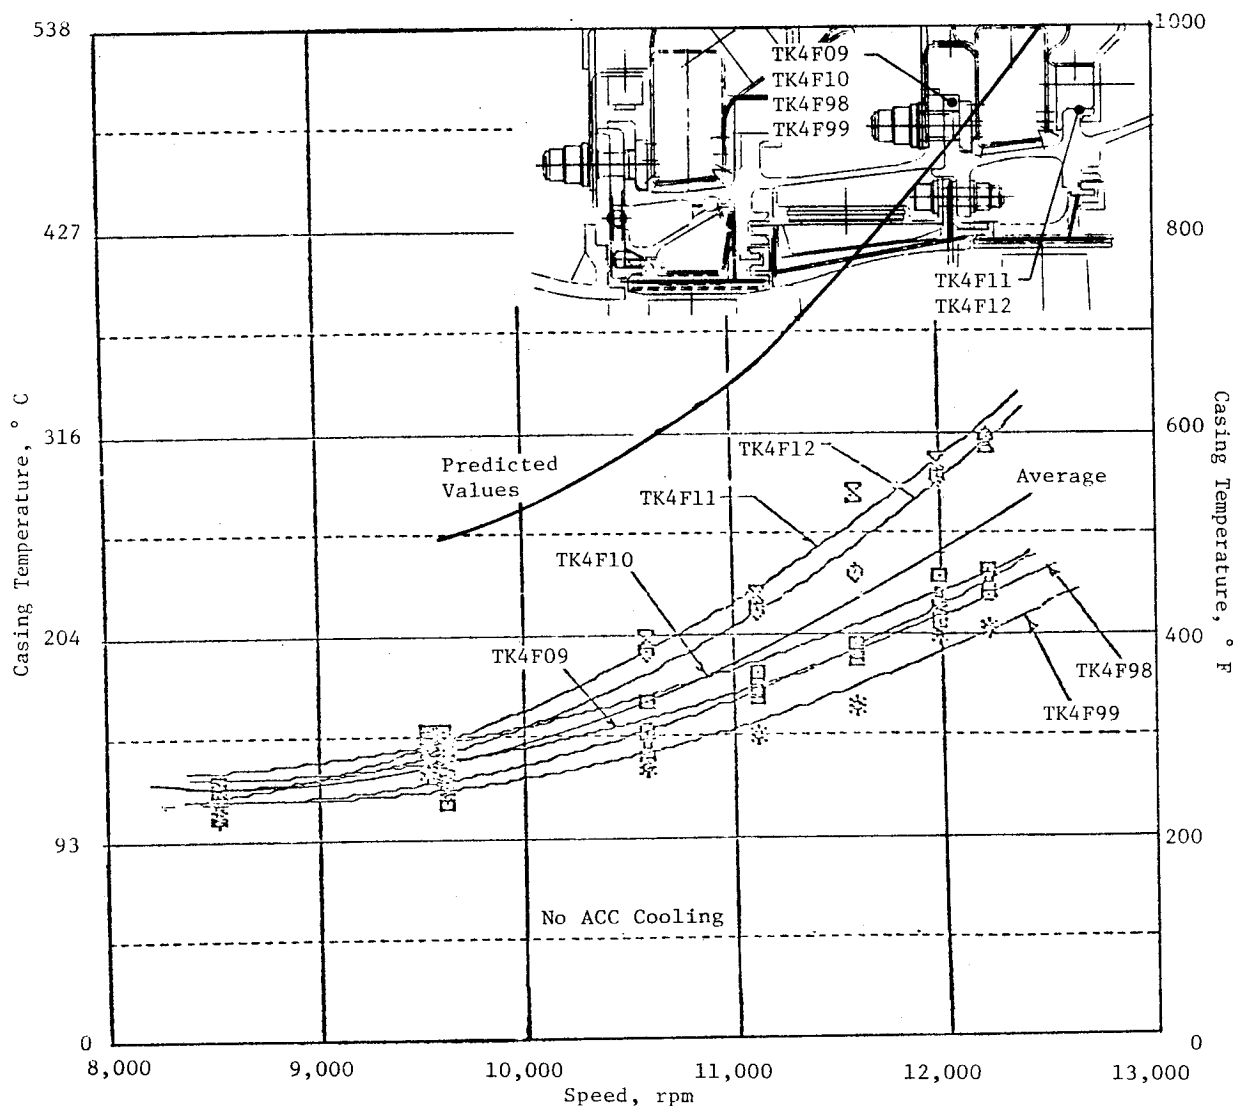 538
1000
TK4F09
TK4F10
TK4F98
TK4F99
427
800
TK4F11
TK4F12
316
600
TK4F12
Predicted
Values
Average
TK4F11
TK4F10
204
400
TK4F09
TK4F98
TK4F99
93
200
No ACC Cooling
0
0
8,000
9,000
10,000
11,000
12,000
13,000
Speed, rpm
Casing Temperature, ° C
Casing Temperature, ° F